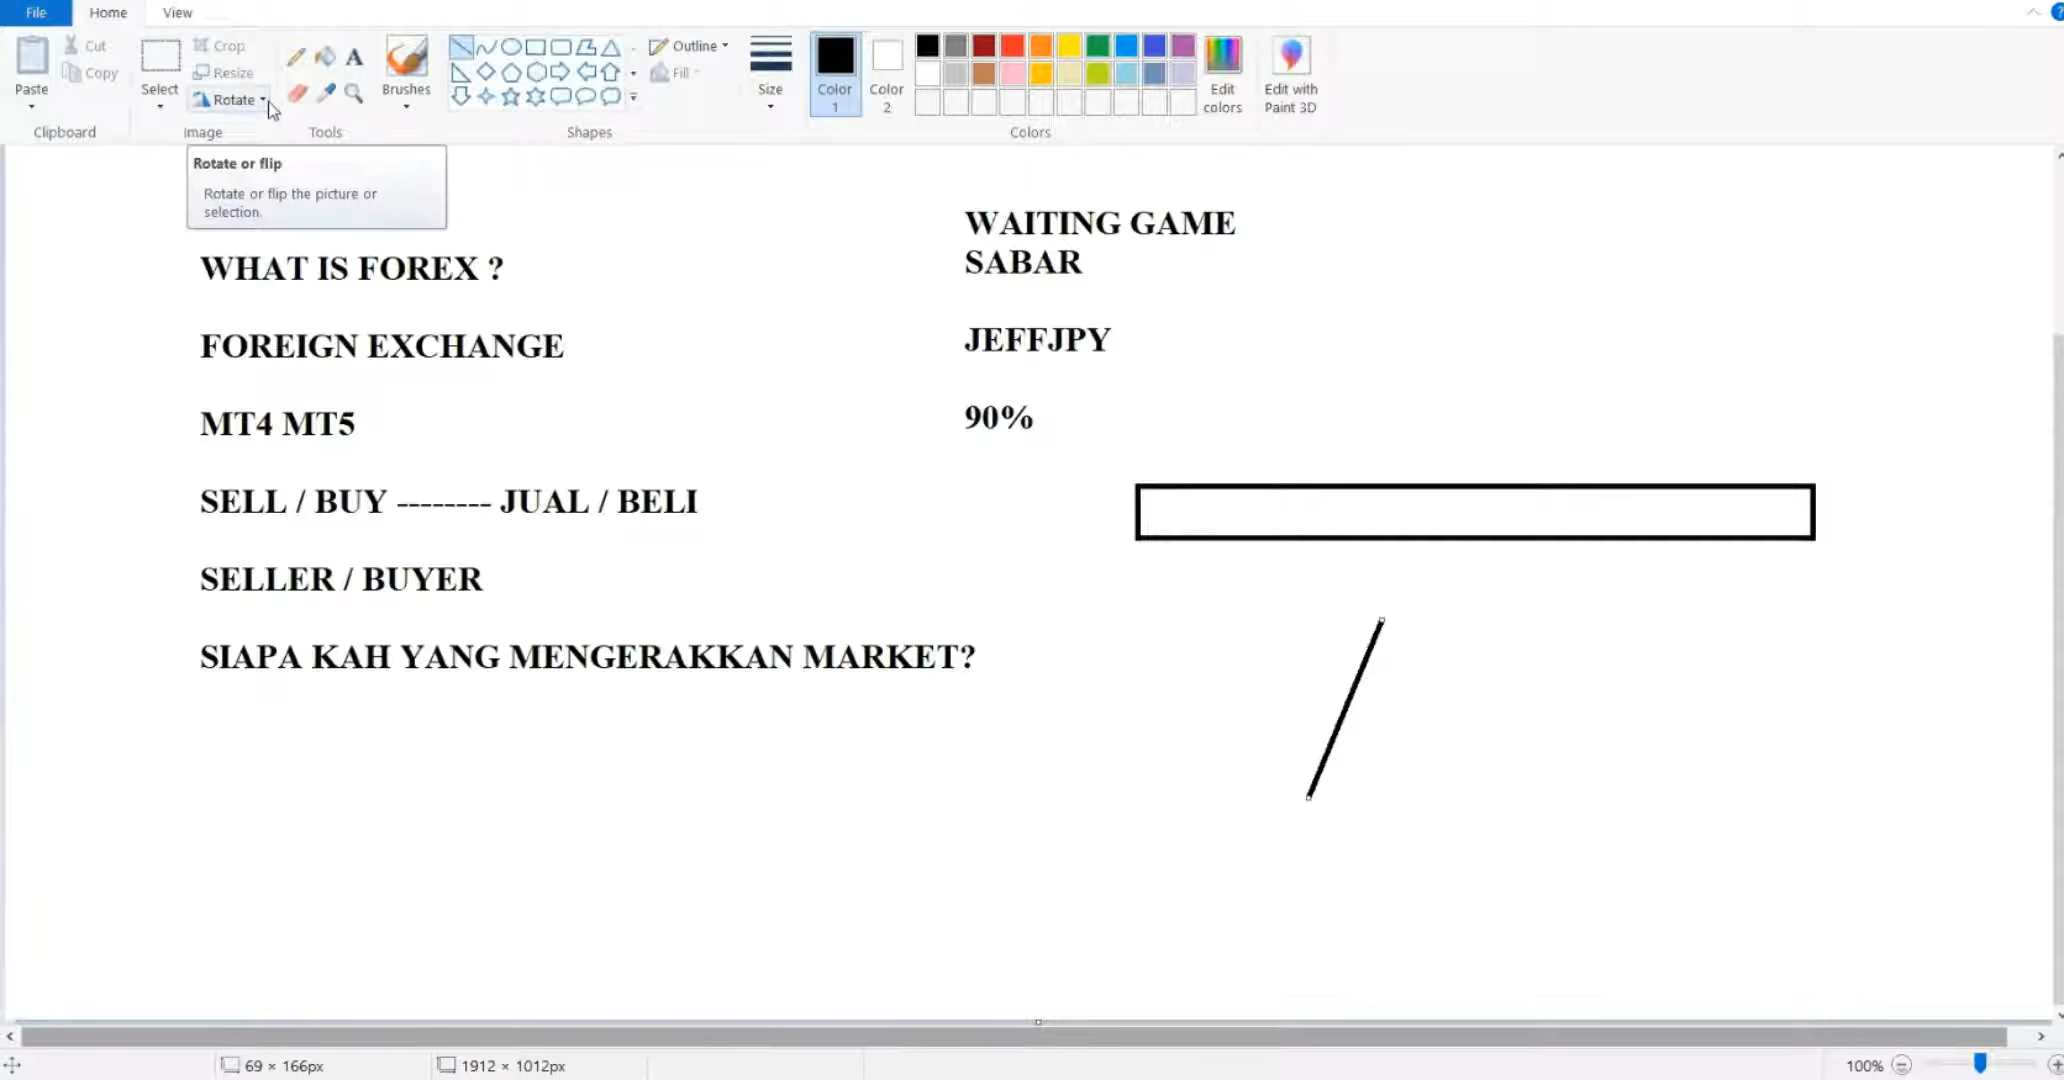 File
Home
View
Paste
Cut
Copy
Clipboard
Select
Crop
Resize
Rotate
Image
Tools
Brushes
Shapes
Outline
Fill
Size
Color
1
Color
2
Colors
Edit
colors
Edit with
Paint 3D
Rotate or flip
Rotate or flip the picture or
selection.
WHAT IS FOREX ?
FOREIGN EXCHANGE
MT4 MT5
SELL / BUY -------- JUAL / BELI
SELLER / BUYER
SIAPA KAH YANG MENGERAKKAN MARKET?
WAITING GAME
SABAR
JEFFJPY
90%
69 × 166px
1912 × 1012px
100%